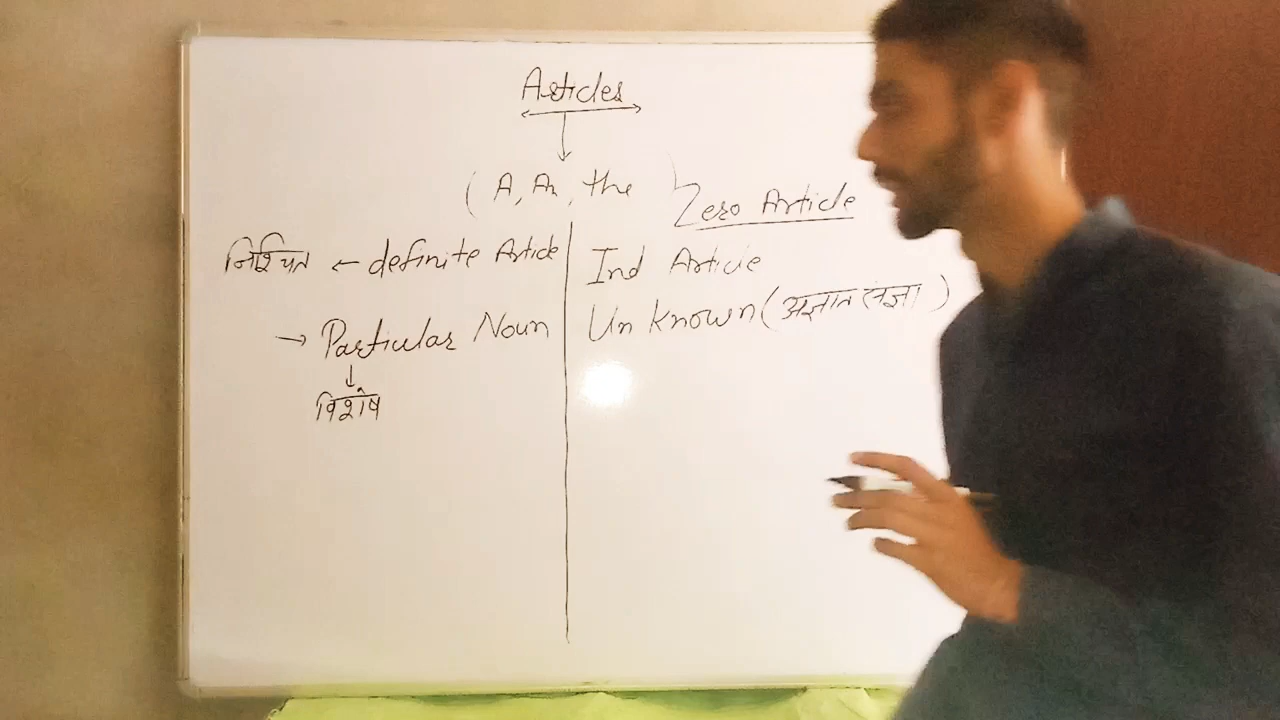 Articles
(A, An, the) Zero Article
निश्चित ← definite Article
→ Particular Noun
↓
विशेष
Ind Article
Unknown (अज्ञात संज्ञा)